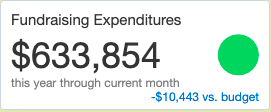 Fundraising Expenditures
$633,854
this year through current month
-$10,443 vs. budget